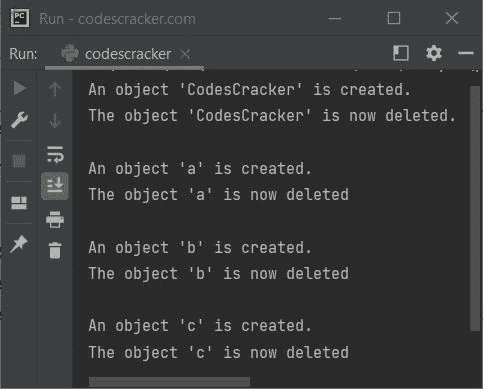 PC
Run - codescracker.com
Run: codescracker
An object 'CodesCracker' is created.
The object 'CodesCracker' is now deleted.
An object 'a' is created.
The object 'a' is now deleted
An object 'b' is created.
The object 'b' is now deleted
An object 'c' is created.
The object 'c' is now deleted